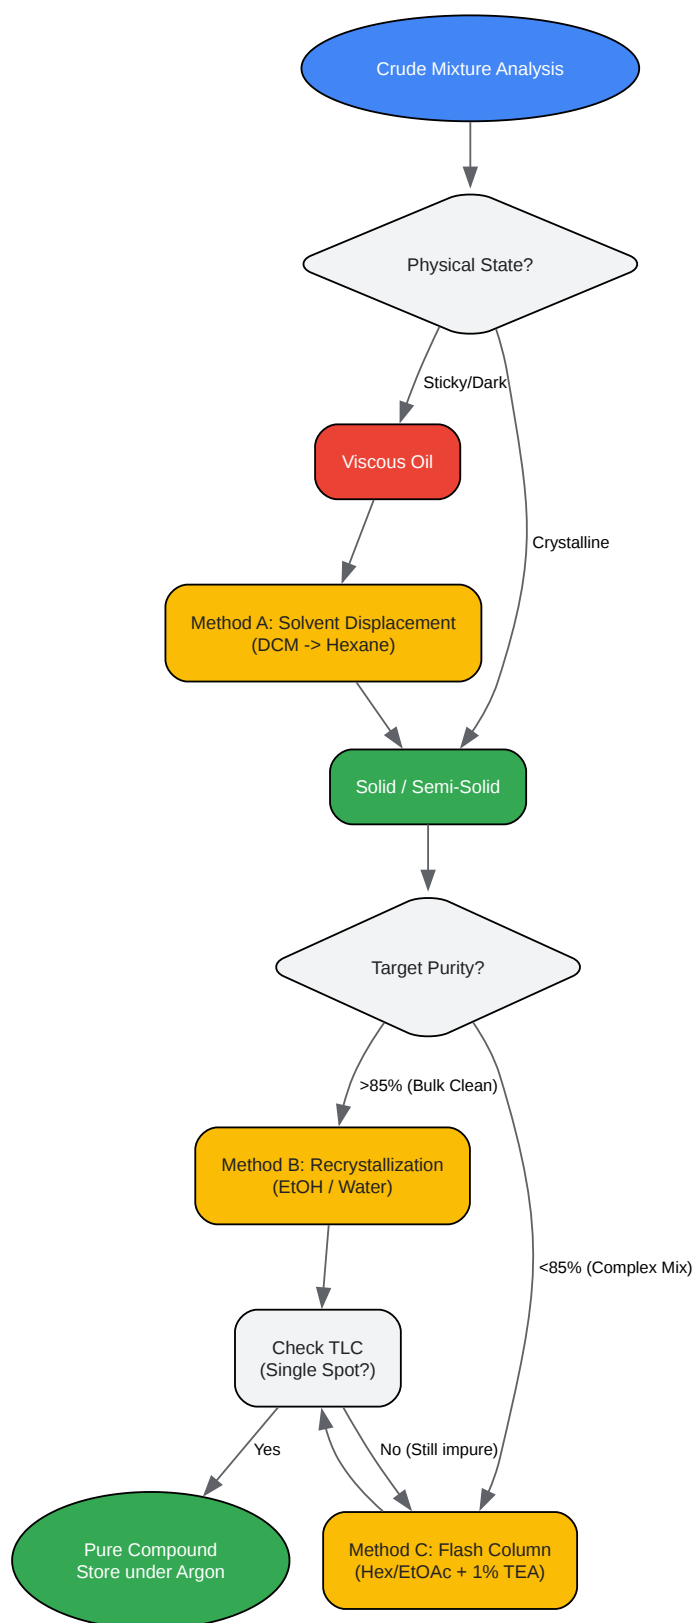 Crude Mixture Analysis
Physical State?
Sticky/Dark
Viscous Oil
Crystalline
Method A: Solvent Displacement
(DCM -> Hexane)
Solid / Semi-Solid
Target Purity?
>85% (Bulk Clean)
Method B: Recrystallization
(EtOH / Water)
<85% (Complex Mix)
Check TLC
(Single Spot?)
Yes
No (Still impure)
Pure Compound
Store under Argon
Method C: Flash Column
(Hex/EtOAc + 1% TEA)